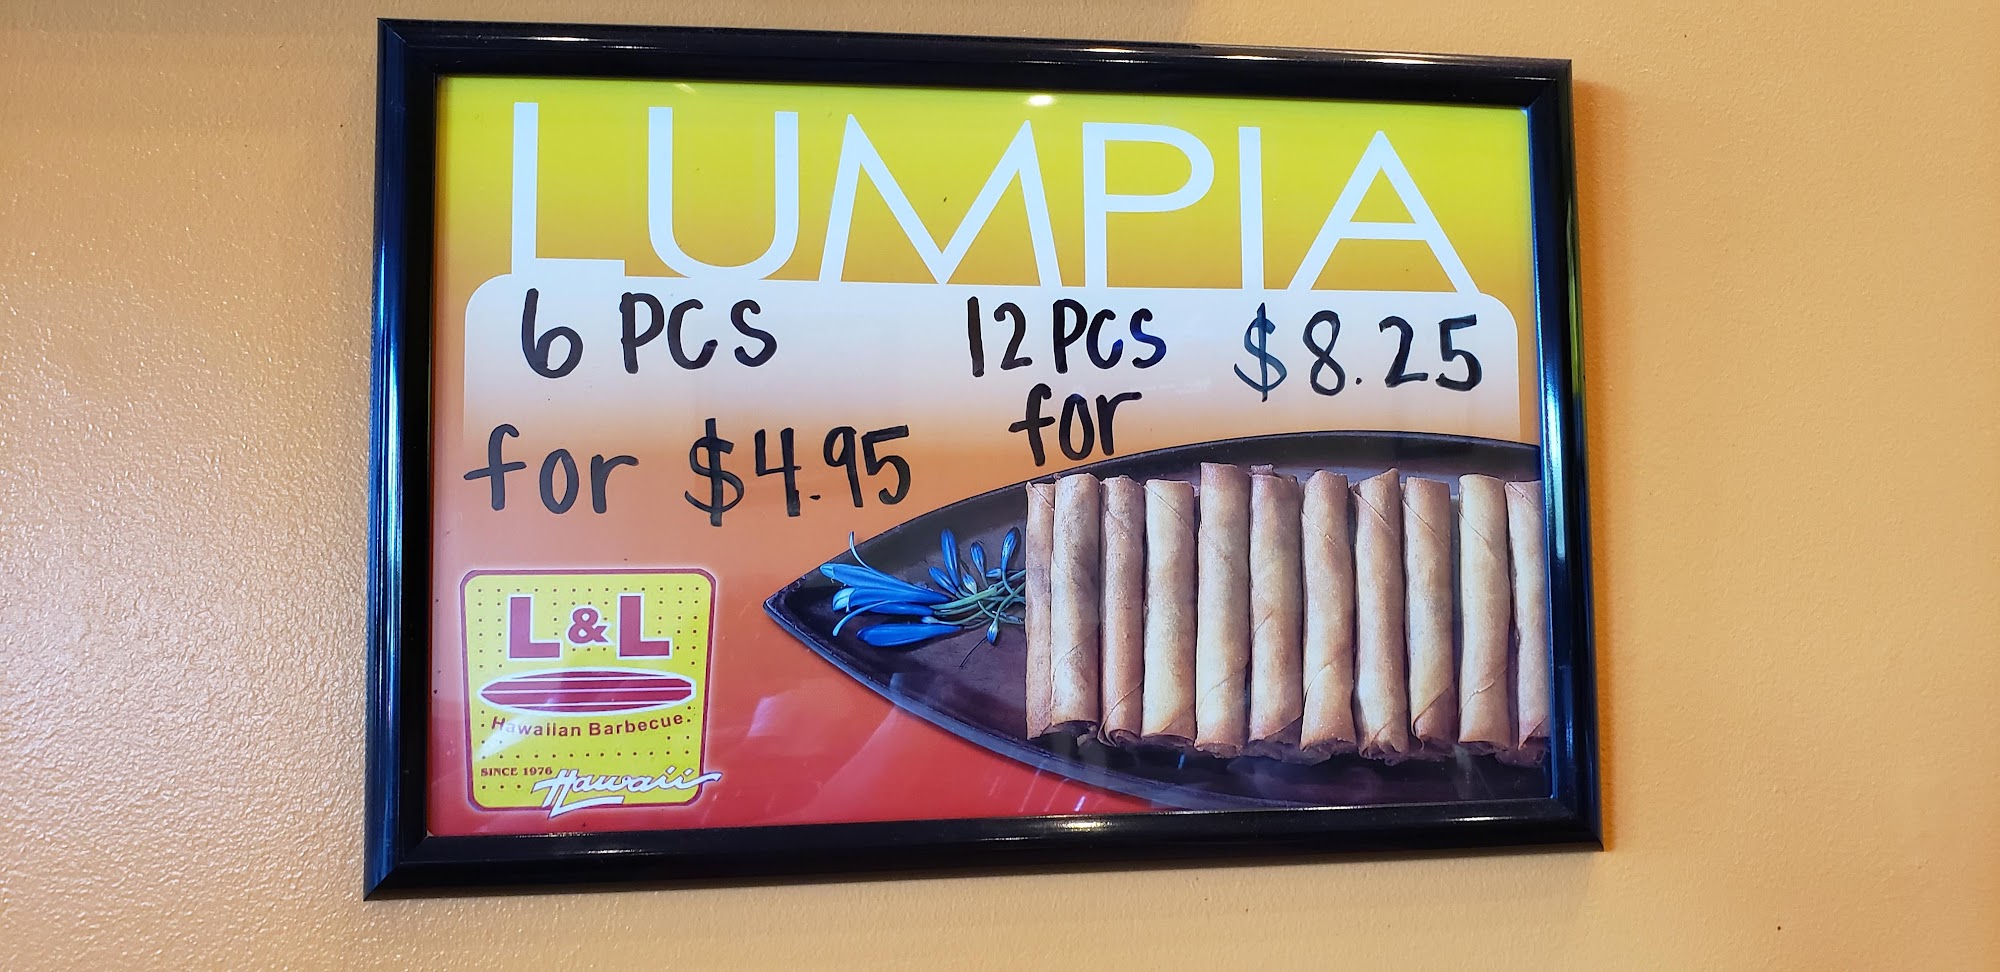 LUMPIA
6 PCS
for $4.95
12 PCS $8.25
for
L&L
Hawaiian Barbecue
SINCE 1976
Hawaii